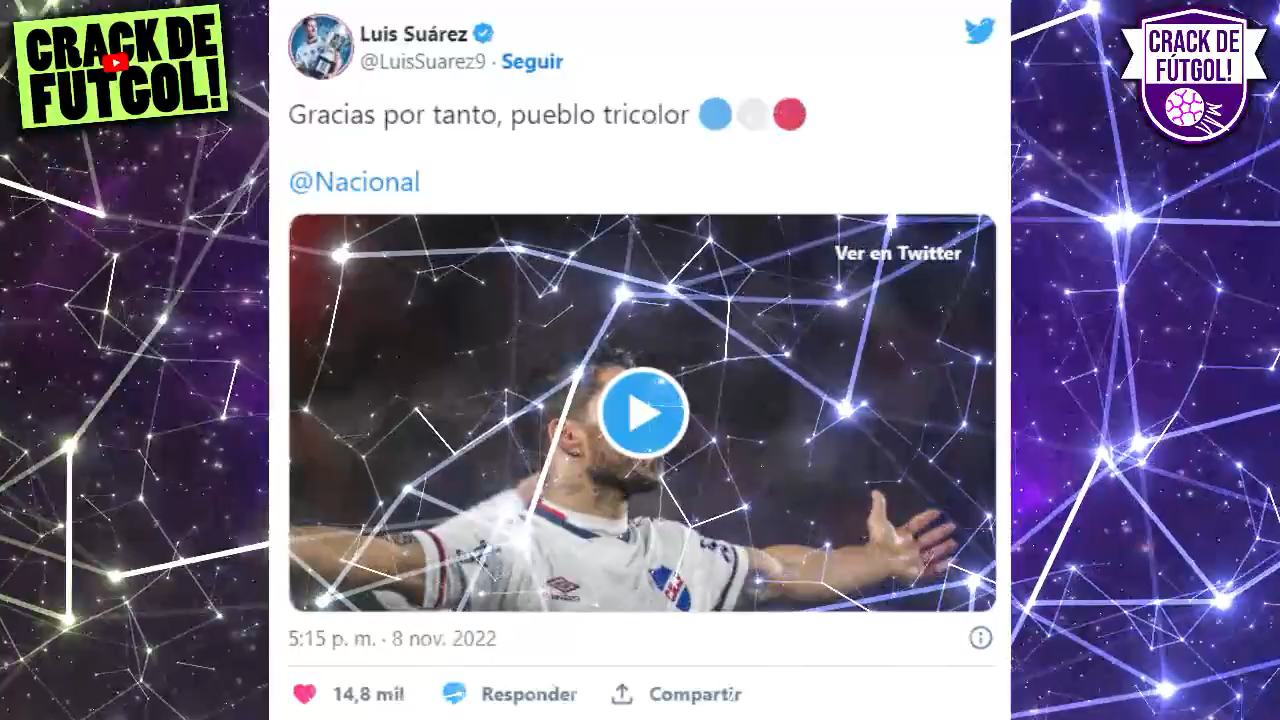 CRACK DE
FUTGOL!
Luis Suárez
@LuisSuarez9 · Seguir
CRACK DE
FÚTGOL!
Gracias por tanto, pueblo tricolor
@Nacional
Ver en Twitter
5:15 p. m. · 8 nov. 2022
14,8 mil
Responder
Compartir